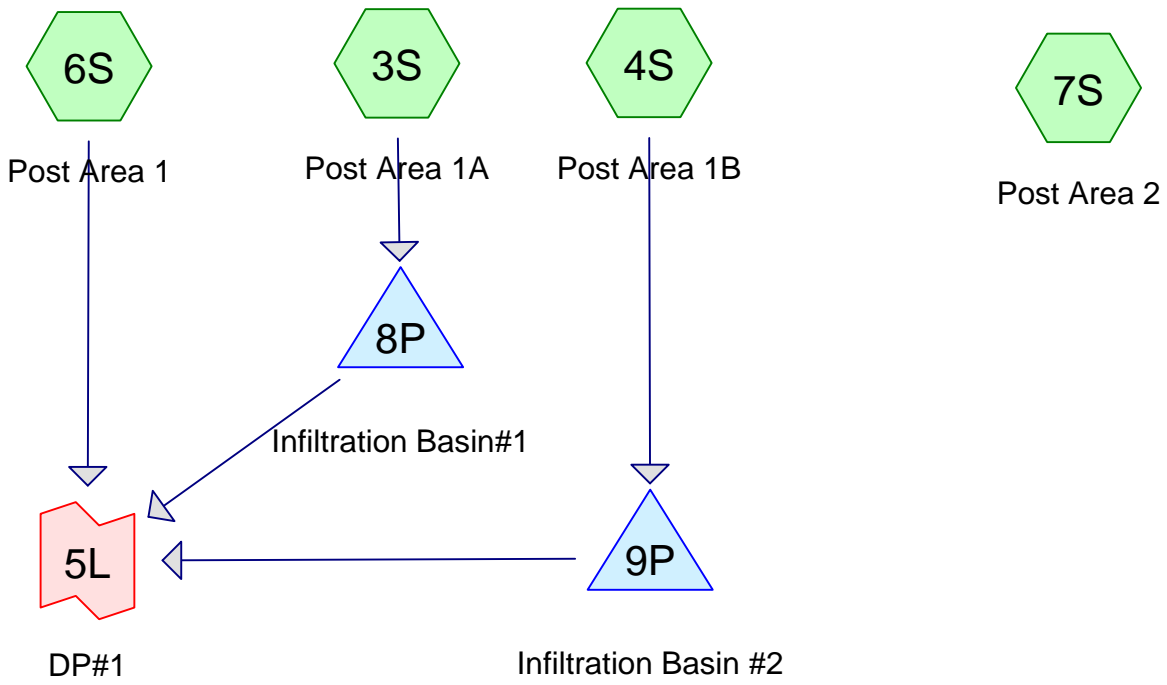 6S
3S
4S
7S
Post Area 1
Post Area 1A
Post Area 1B
Post Area 2
8P
Infiltration Basin#1
5L
9P
DP#1
Infiltration Basin #2